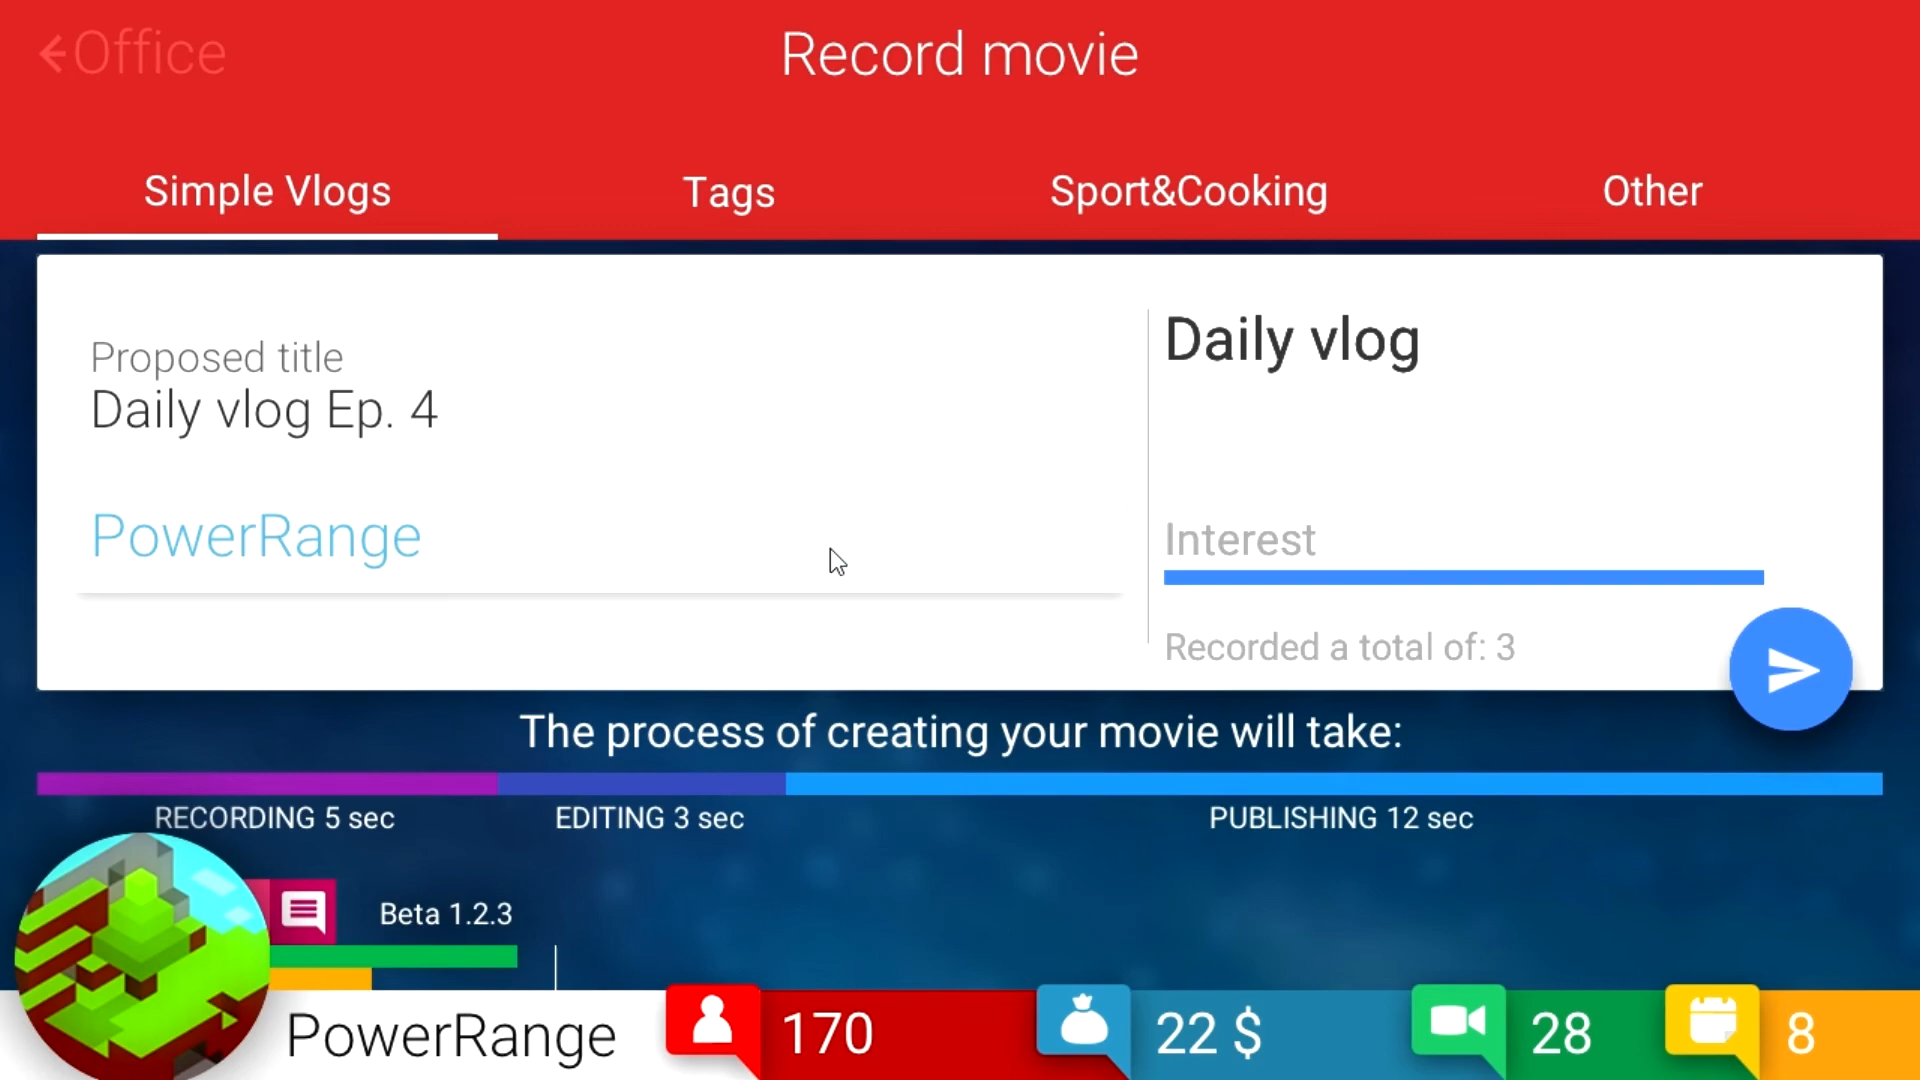 Office
Record movie
Simple Vlogs
Tags
Sport&Cooking
Other
Proposed title
Daily vlog Ep. 4
PowerRange
Daily vlog
Interest
Recorded a total of: 3
The process of creating your movie will take:
RECORDING 5 sec
EDITING 3 sec
PUBLISHING 12 sec
Beta 1.2.3
PowerRange
170
22 $
28
8